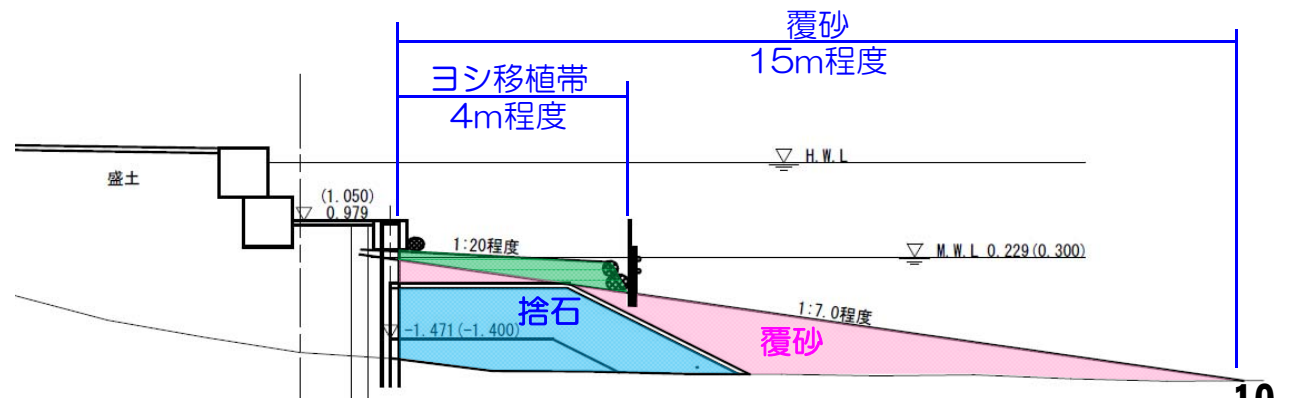 覆砂
15m程度
ヨシ移植帯
4m程度
H.W.L
盛土
(1.050)
0.979
1:20程度
M.W.L 0.229(0.300)
捨石
1:7.0程度
-1.471(-1.400)
覆砂
10